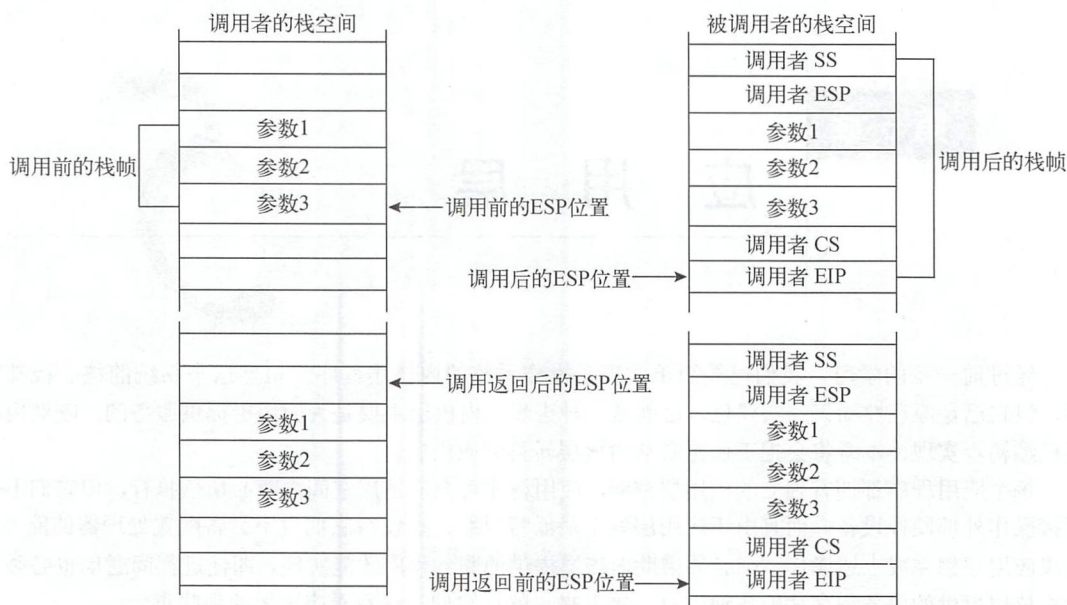 调用者的栈空间
被调用者的栈空间
调用者 SS
调用者 ESP
参数1
参数1
调用前的栈帧
参数2
参数2
调用后的栈帧
参数3
调用前的ESP位置
参数3
调用者 CS
调用后的ESP位置
调用者 EIP
调用者 SS
调用返回后的ESP位置
调用者 ESP
参数1
参数1
参数2
参数2
参数3
参数3
调用者 CS
调用返回前的ESP位置
调用者 EIP